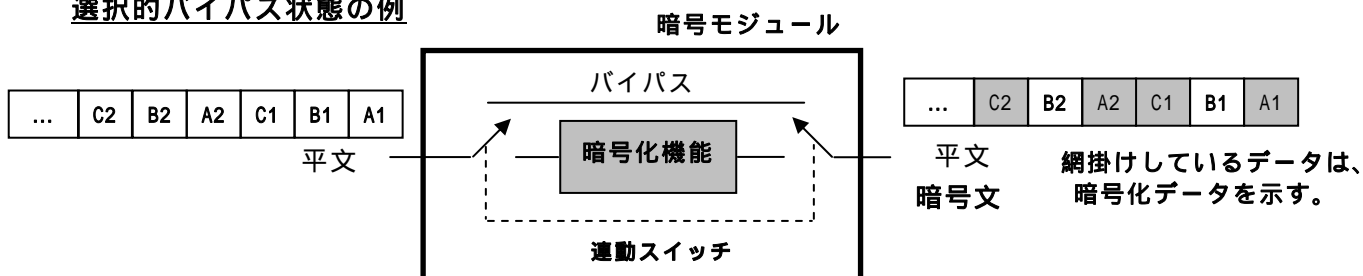 選択的バイパス状態の例
暗号モジュール
バイパス
... C2 B2 A2 C1 B1 A1
平文
暗号化機能
連動スイッチ
... C2 B2 A2 C1 B1 A1
平文
暗号文
網掛けしているデータは、
暗号化データを示す。